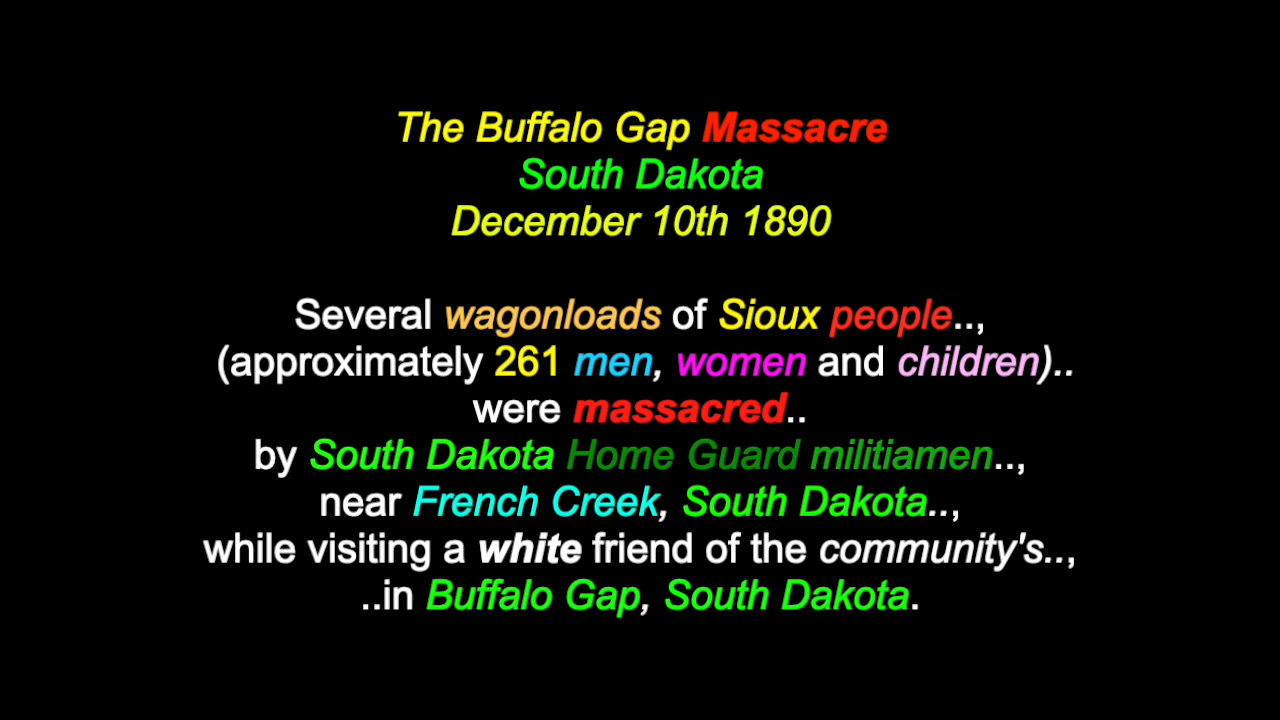 The Buffalo Gap Massacre
South Dakota
December 10th 1890
Several wagonloads of Sioux people..,
(approximately 261 men, women and children)..
were massacred..
by South Dakota Home Guard militiamen..,
near French Creek, South Dakota..,
while visiting a white friend of the community's..,
..in Buffalo Gap, South Dakota.